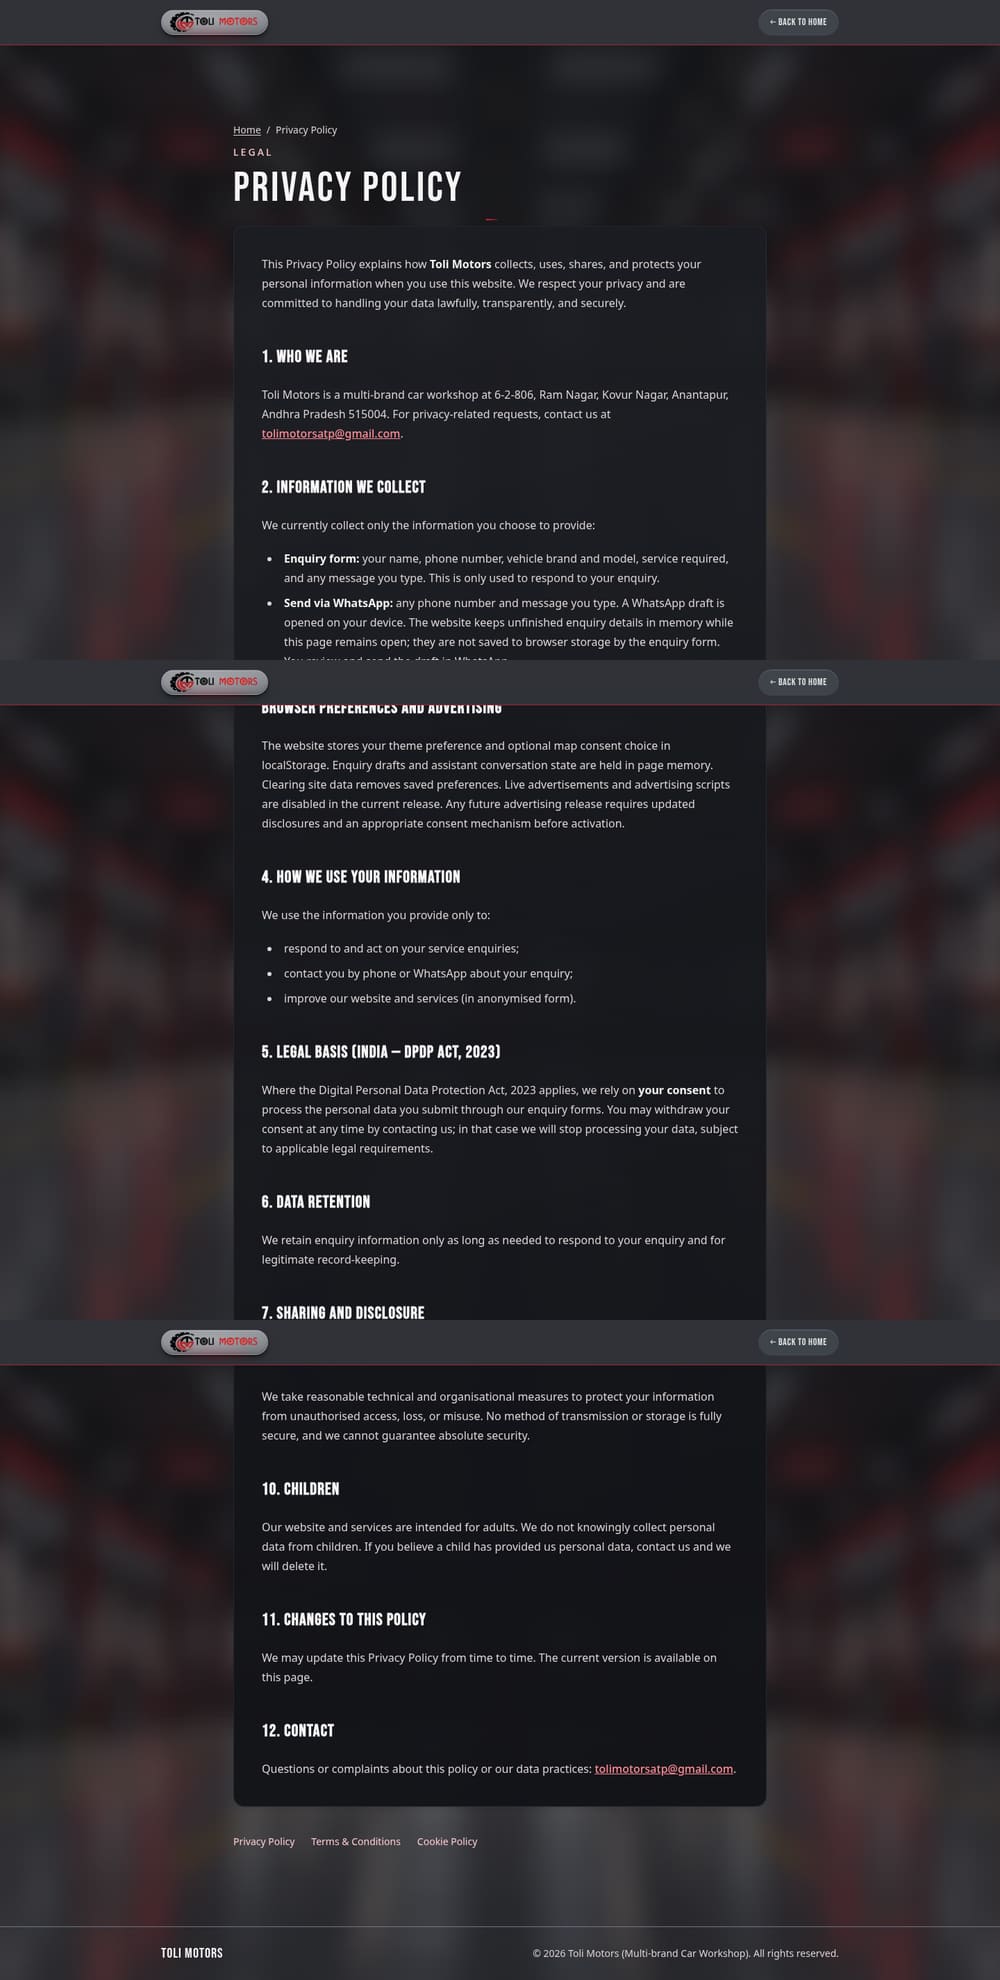 TOLI MOTORS
← BACK TO HOME
Home / Privacy Policy
LEGAL
PRIVACY POLICY
This Privacy Policy explains how Toli Motors collects, uses, shares, and protects your
personal information when you use this website. We respect your privacy and are
committed to handling your data lawfully, transparently, and securely.
1. WHO WE ARE
Toli Motors is a multi-brand car workshop at 6-2-806, Ram Nagar, Kovur Nagar, Anantapur,
Andhra Pradesh 515004. For privacy-related requests, contact us at
tolimotorsatp@gmail.com.
2. INFORMATION WE COLLECT
We currently collect only the information you choose to provide:
• Enquiry form: your name, phone number, vehicle brand and model, service required,
and any message you type. This is only used to respond to your enquiry.
• Send via WhatsApp: any phone number and message you type. A WhatsApp draft is
opened on your device. The website keeps unfinished enquiry details in memory while
this page remains open; they are not saved to browser storage by the enquiry form.
You review and send the draft in WhatsApp.
TOLI MOTORS
← BACK TO HOME
BROWSER PREFERENCES AND ADVERTISING
The website stores your theme preference and optional map consent choice in
localStorage. Enquiry drafts and assistant conversation state are held in page memory.
Clearing site data removes saved preferences. Live advertisements and advertising scripts
are disabled in the current release. Any future advertising release requires updated
disclosures and an appropriate consent mechanism before activation.
4. HOW WE USE YOUR INFORMATION
We use the information you provide only to:
• respond to and act on your service enquiries;
• contact you by phone or WhatsApp about your enquiry;
• improve our website and services (in anonymised form).
5. LEGAL BASIS (INDIA – DPDP ACT, 2023)
Where the Digital Personal Data Protection Act, 2023 applies, we rely on your consent to
process the personal data you submit through our enquiry forms. You may withdraw your
consent at any time by contacting us; in that case we will stop processing your data, subject
to applicable legal requirements.
6. DATA RETENTION
We retain enquiry information only as long as needed to respond to your enquiry and for
legitimate record-keeping.
7. SHARING AND DISCLOSURE
TOLI MOTORS
← BACK TO HOME
We take reasonable technical and organisational measures to protect your information
from unauthorised access, loss, or misuse. No method of transmission or storage is fully
secure, and we cannot guarantee absolute security.
10. CHILDREN
Our website and services are intended for adults. We do not knowingly collect personal
data from children. If you believe a child has provided us personal data, contact us and we
will delete it.
11. CHANGES TO THIS POLICY
We may update this Privacy Policy from time to time. The current version is available on
this page.
12. CONTACT
Questions or complaints about this policy or our data practices: tolimotorsatp@gmail.com.
Privacy Policy Terms & Conditions Cookie Policy
TOLI MOTORS
© 2026 Toli Motors (Multi-brand Car Workshop). All rights reserved.